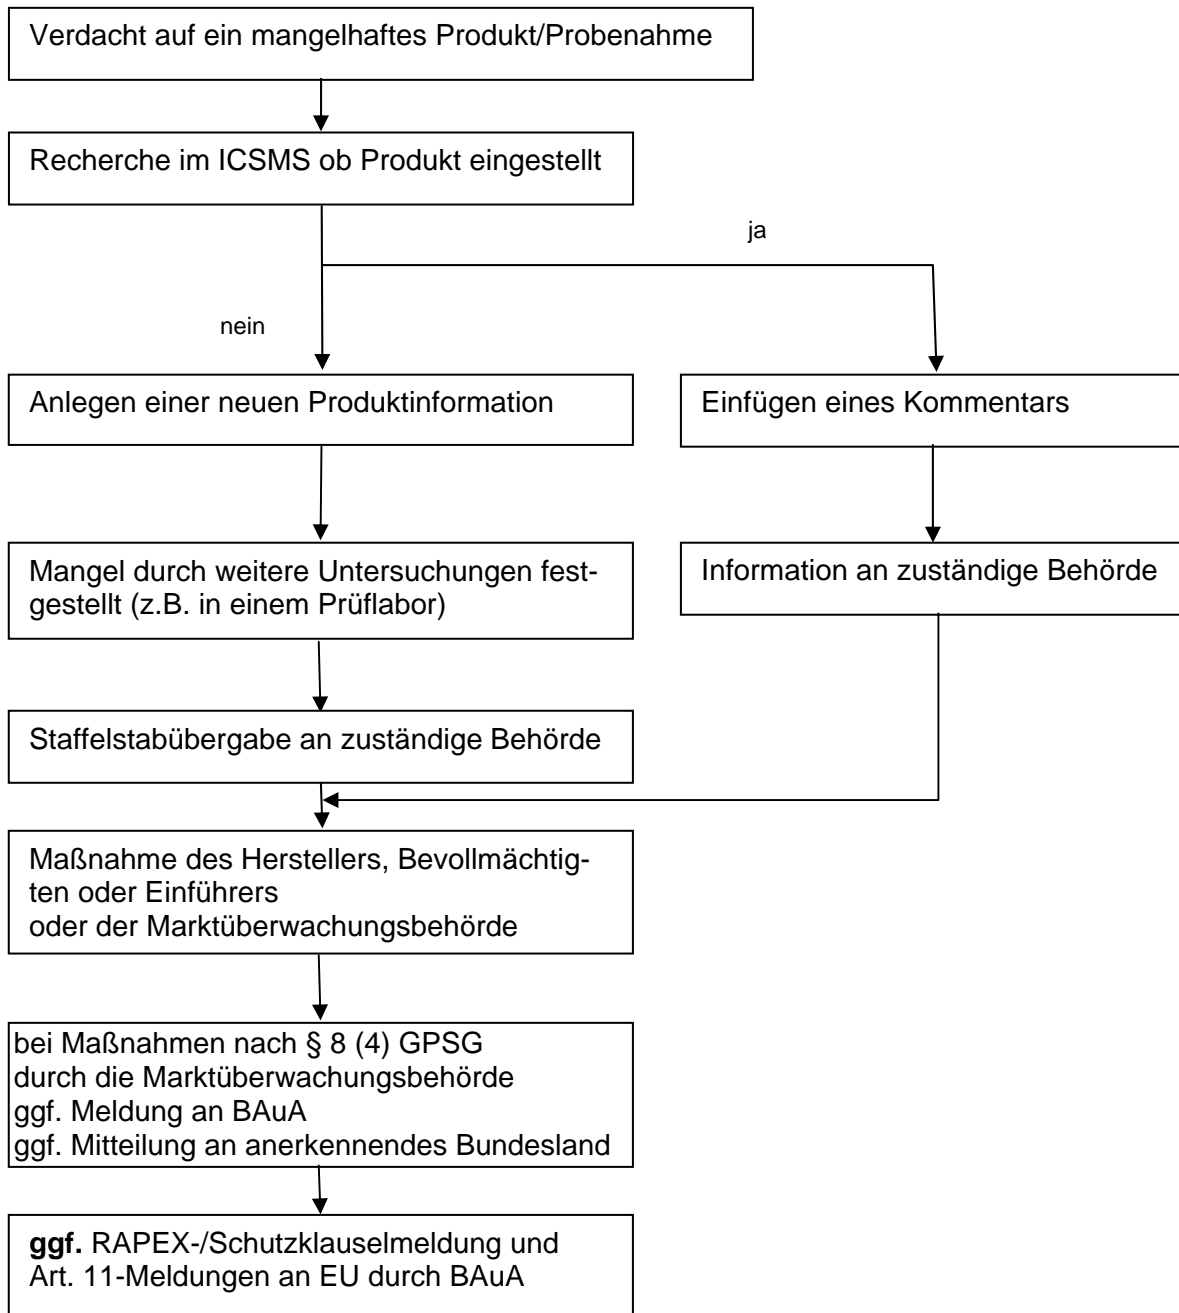 Verdacht auf ein mangelhaftes Produkt/Probenahme
Recherche im ICSMS ob Produkt eingestellt
ja
nein
Anlegen einer neuen Produktinformation
Einfügen eines Kommentars
Mangel durch weitere Untersuchungen fest-
gestellt (z.B. in einem Prüflabor)
Information an zuständige Behörde
Staffelstabübergabe an zuständige Behörde
Maßnahme des Herstellers, Bevollmächtig-
ten oder Einführers
oder der Marktüberwachungsbehörde
bei Maßnahmen nach § 8 (4) GPSG
durch die Marktüberwachungsbehörde
ggf. Meldung an BAuA
ggf. Mitteilung an anerkennendes Bundesland
ggf. RAPEX-/Schutzklauselmeldung und
Art. 11-Meldungen an EU durch BAuA